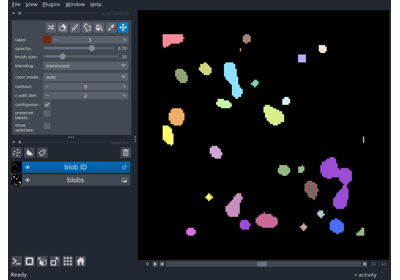 File View Plugins Window Help
label: 1
opacity: 0.70
brush size: 10
blending: translucent
color mode: auto
contour: 0
n edit dim: 2
contiguous:
preserve labels:
show selected:
blob ID
blobs
0
Ready
activity